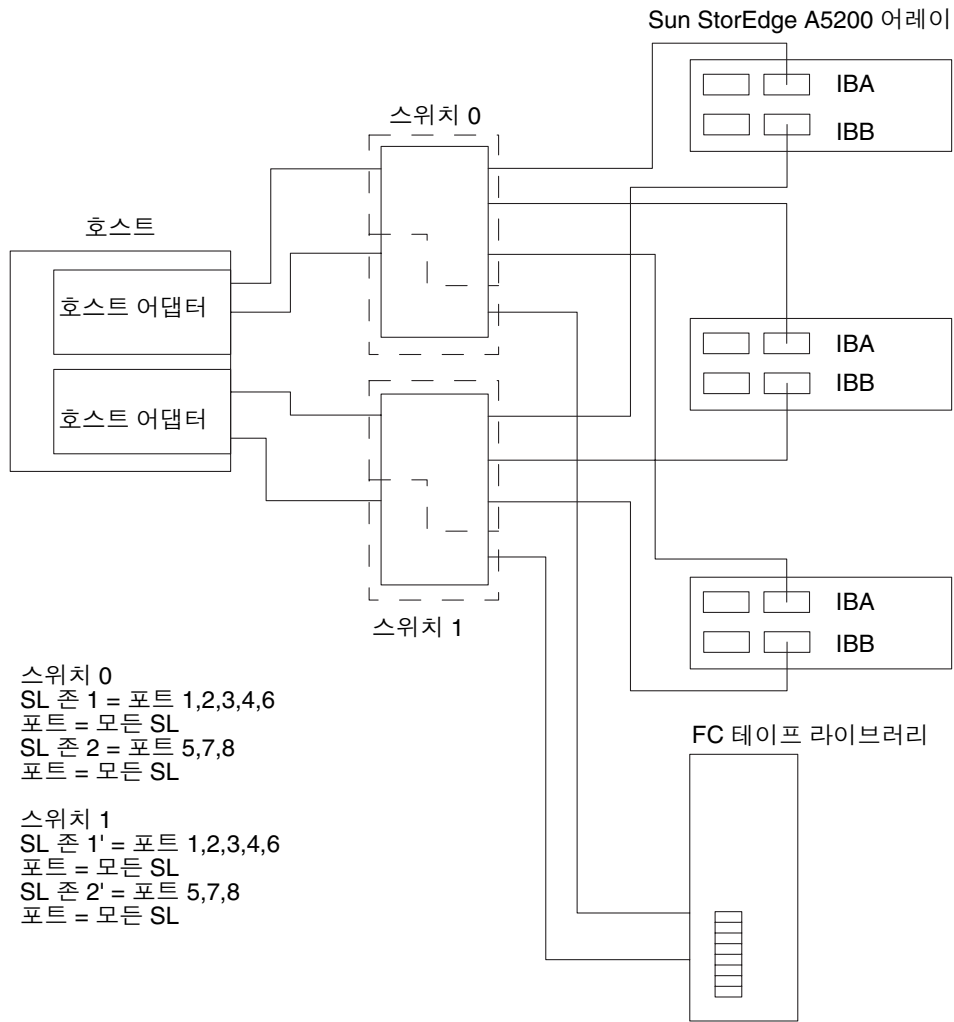 Sun StorEdge A5200 어레이
IBA
IBB
스위치 0
호스트
호스트 어댑터
호스트 어댑터
IBA
IBB
스위치 1
IBA
IBB
스위치 0
SL 존 1 = 포트 1,2,3,4,6
포트 = 모든 SL
SL 존 2 = 포트 5,7,8
포트 = 모든 SL
스위치 1
SL 존 1' = 포트 1,2,3,4,6
포트 = 모든 SL
SL 존 2' = 포트 5,7,8
포트 = 모든 SL
FC 테이프 라이브러리